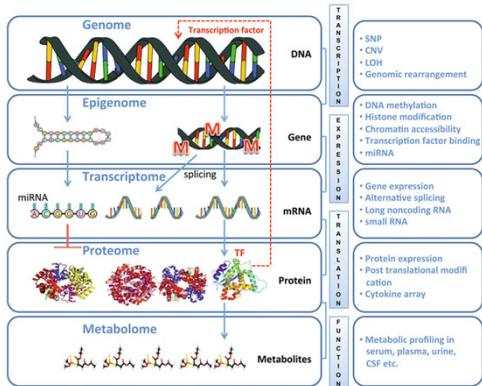 Genome
Transcription factor
DNA
TRANSCRIPTION
• SNP
• CNV
• LOH
• Genomic rearrangement
Epigenome
M
M
M
Gene
EXPRESSION
• DNA methylation
• Histone modification
• Chromatin accessibility
• Transcription factor binding
• miRNA
Transcriptome
splicing
miRNA
A C G G U G
mRNA
TRANSLATION
• Gene expression
• Alternative splicing
• Long noncoding RNA
• small RNA
Proteome
TF
Protein
• Protein expression
• Post translational modifi
cation
• Cytokine array
Metabolome
Metabolites
FUNCTION
• Metabolic profiling in
serum, plasma, urine,
CSF etc.